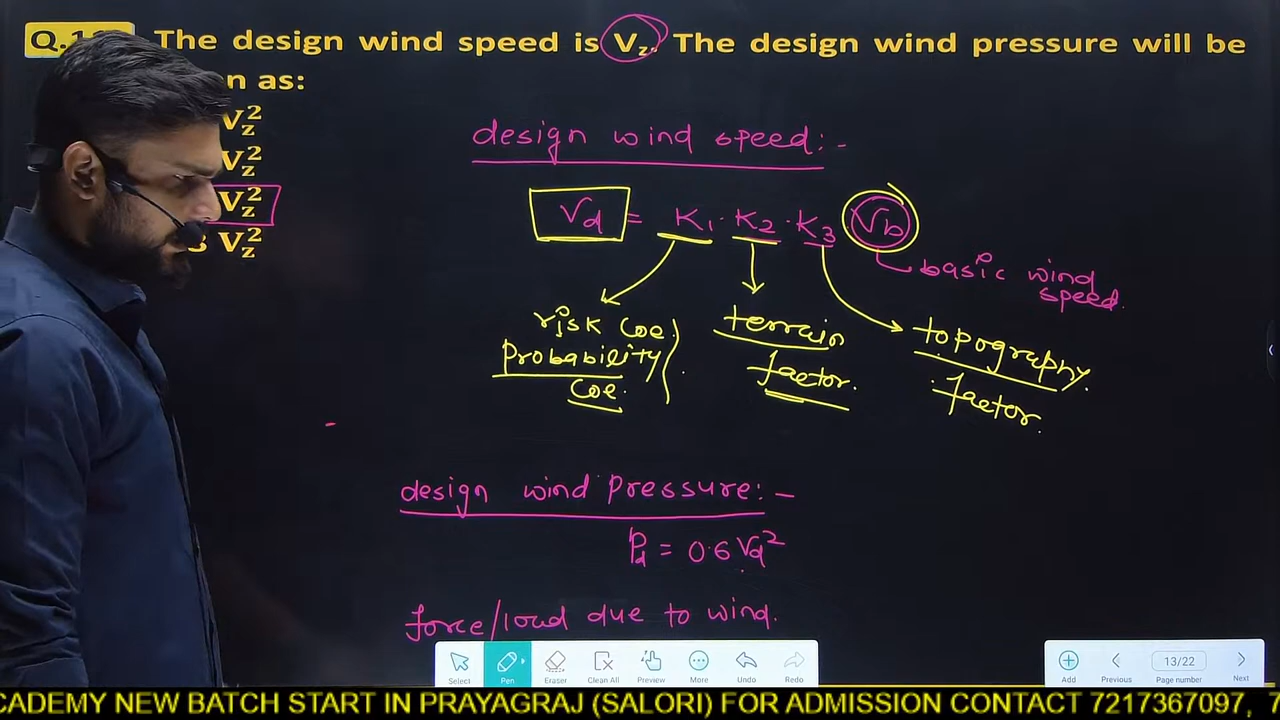 The design wind speed is Vz. The design wind pressure will be
n as:
Vz²
Vz²
Vz²
Vz²
design wind speed:-
Vd = K1. K2 . K3 Vb
basic wind
speed.
risk coe.
probability
coe.
terrain
factor.
topography.
factor.
design wind pressure:-
Pd = 0.6 Vd²
force/load due to wind.
Select
Pen
Eraser
Clean All
Preview
More
Undo
Redo
Add
Previous
13/22
Page number
Next
CADEMY NEW BATCH START IN PRAYAGRAJ (SALORI) FOR ADMISSION CONTACT 7217367097, 7